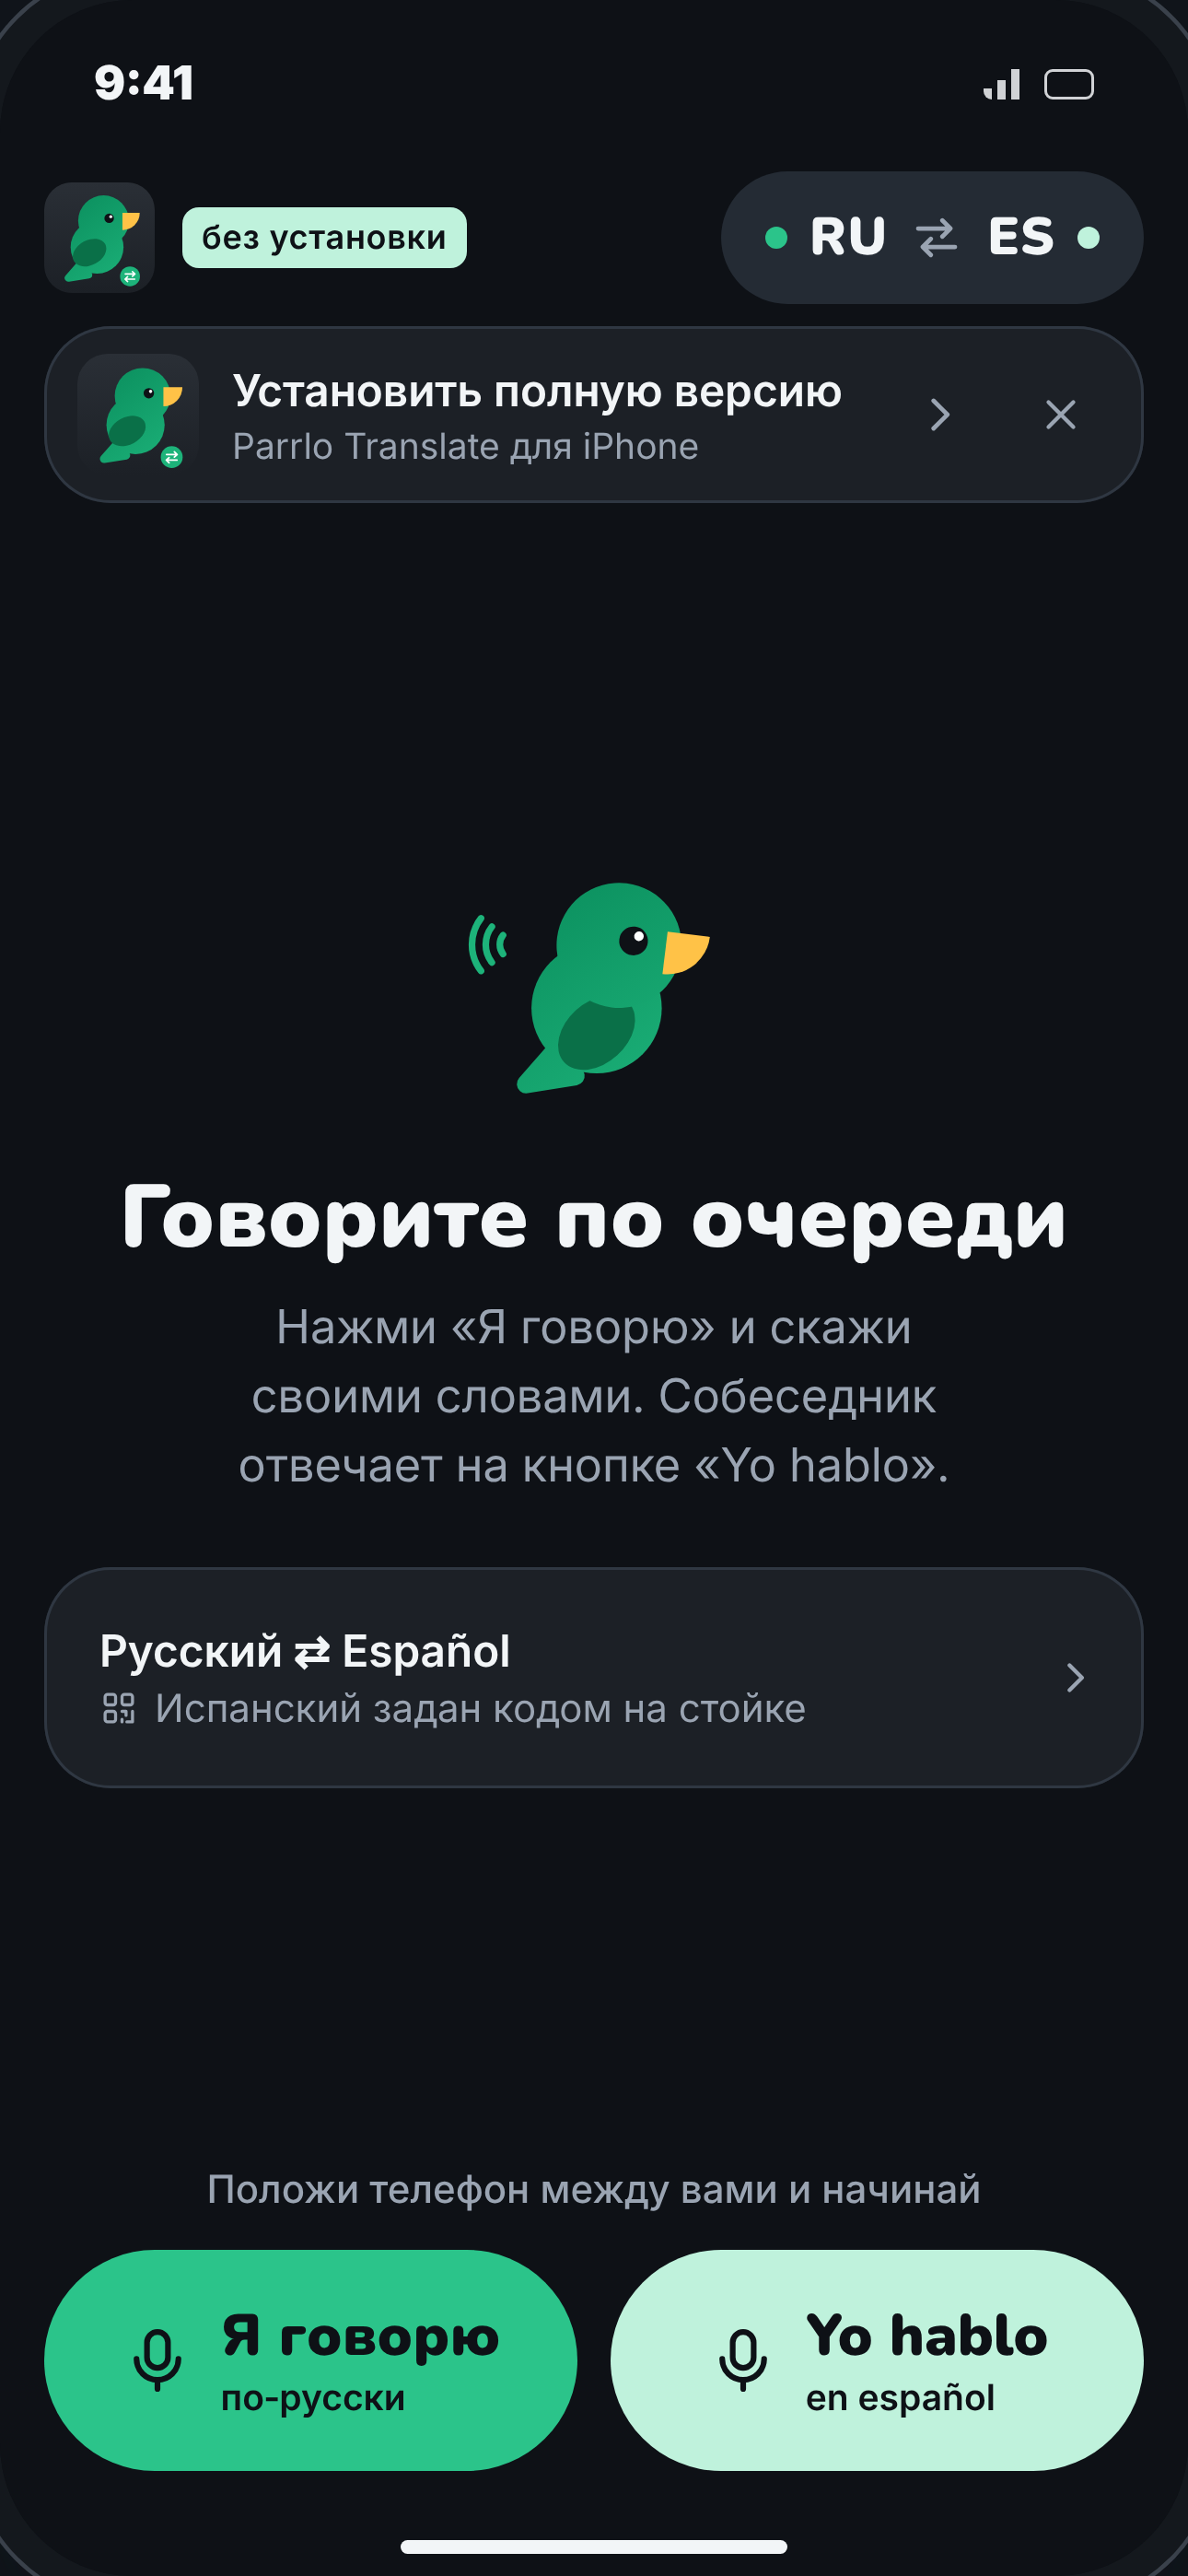 9:41
без установки
RU ⇄ ES
Установить полную версию
Parrlo Translate для iPhone
Говорите по очереди
Нажми «Я говорю» и скажи
своими словами. Собеседник
отвечает на кнопке «Yo hablo».
Русский ⇄ Español
Испанский задан кодом на стойке
Положи телефон между вами и начинай
Я говорю
по-русски
Yo hablo
en español